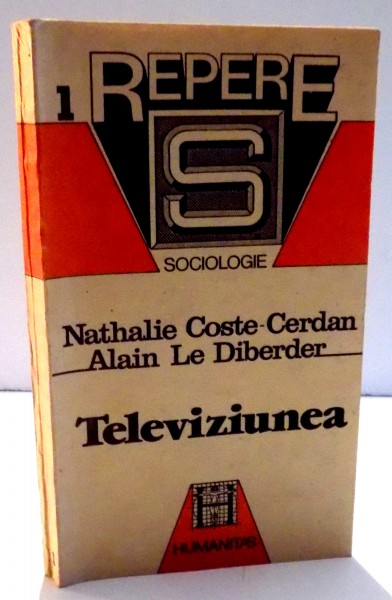 1 REPERE
S
SOCIOLOGIE
Nathalie Coste-Cerdan
Alain Le Diberder
Televiziunea
H
HUMANITAS